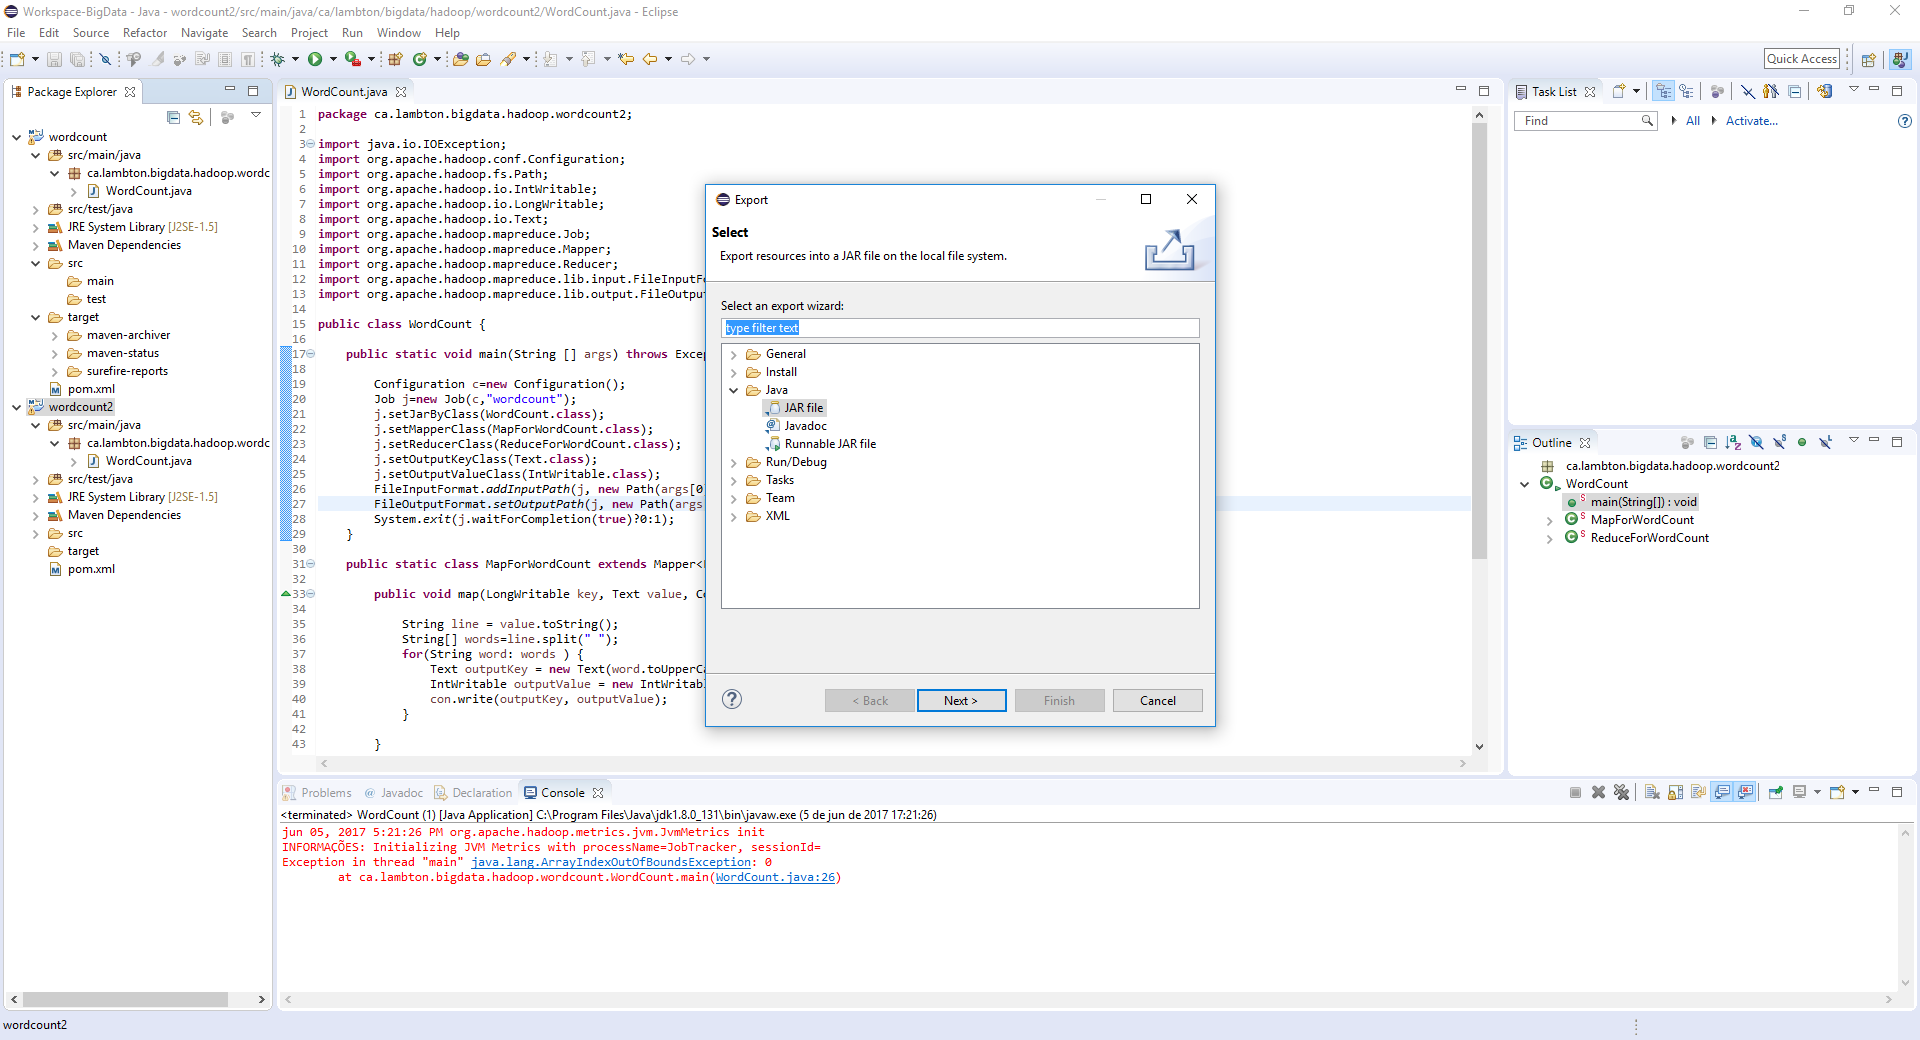 Workspace-BigData - Java - wordcount2/src/main/java/ca/lambton/bigdata/hadoop/wordcount2/WordCount.java - Eclipse
File Edit Source Refactor Navigate Search Project Run Window Help
Quick Access
Package Explorer
wordcount
src/main/java
ca.lambton.bigdata.hadoop.wordc
WordCount.java
src/test/java
JRE System Library [J2SE-1.5]
Maven Dependencies
src
main
test
target
maven-archiver
maven-status
surefire-reports
pom.xml
wordcount2
src/main/java
ca.lambton.bigdata.hadoop.wordc
WordCount.java
src/test/java
JRE System Library [J2SE-1.5]
Maven Dependencies
src
target
pom.xml
WordCount.java
1 package ca.lambton.bigdata.hadoop.wordcount2;
2
3 import java.io.IOException;
4 import org.apache.hadoop.conf.Configuration;
5 import org.apache.hadoop.fs.Path;
6 import org.apache.hadoop.io.IntWritable;
7 import org.apache.hadoop.io.LongWritable;
8 import org.apache.hadoop.io.Text;
9 import org.apache.hadoop.mapreduce.Job;
10 import org.apache.hadoop.mapreduce.Mapper;
11 import org.apache.hadoop.mapreduce.Reducer;
12 import org.apache.hadoop.mapreduce.lib.input.FileInputFo
13 import org.apache.hadoop.mapreduce.lib.output.FileOutpu
14
15 public class WordCount {
16
17 public static void main(String [] args) throws Excep
18
19 Configuration c=new Configuration();
20 Job j=new Job(c,"wordcount");
21 j.setJarByClass(WordCount.class);
22 j.setMapperClass(MapForWordCount.class);
23 j.setReducerClass(ReduceForWordCount.class);
24 j.setOutputKeyClass(Text.class);
25 j.setOutputValueClass(IntWritable.class);
26 FileInputFormat.addInputPath(j, new Path(args[0
27 FileOutputFormat.setOutputPath(j, new Path(args
28 System.exit(j.waitForCompletion(true)?0:1);
29 }
30
31 public static class MapForWordCount extends Mapper<
32
33 public void map(LongWritable key, Text value, Co
34
35 String line = value.toString();
36 String[] words=line.split(" ");
37 for(String word: words ) {
38 Text outputKey = new Text(word.toUpperCa
39 IntWritable outputValue = new IntWritabl
40 con.write(outputKey, outputValue);
41 }
42
43 }
Export
Select
Export resources into a JAR file on the local file system.
Select an export wizard:
type filter text
General
Install
Java
JAR file
Javadoc
Runnable JAR file
Run/Debug
Tasks
Team
XML
< Back Next > Finish Cancel
Task List
Find All Activate...
Outline
ca.lambton.bigdata.hadoop.wordcount2
WordCount
main(String[]) : void
MapForWordCount
ReduceForWordCount
Problems Javadoc Declaration Console
<terminated> WordCount (1) [Java Application] C:\Program Files\Java\jdk1.8.0_131\bin\javaw.exe (5 de jun de 2017 17:21:26)
jun 05, 2017 5:21:26 PM org.apache.hadoop.metrics.jvm.JvmMetrics init
INFORMAÇÕES: Initializing JVM Metrics with processName=JobTracker, sessionId=
Exception in thread "main" java.lang.ArrayIndexOutOfBoundsException: 0
at ca.lambton.bigdata.hadoop.wordcount.WordCount.main(WordCount.java:26)
wordcount2